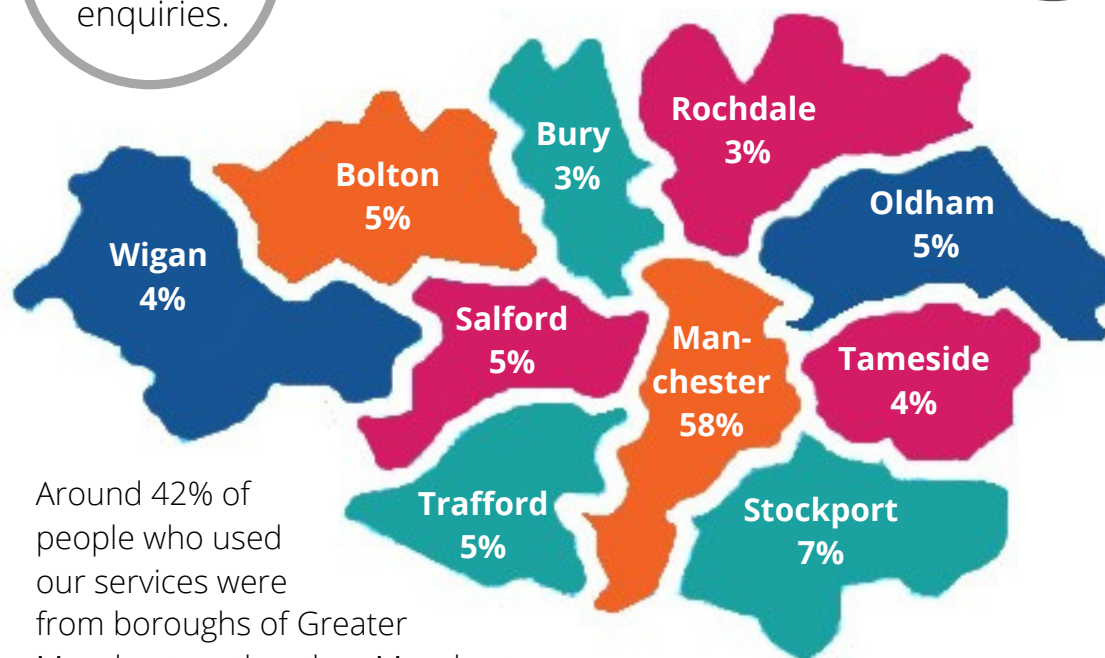 enquiries.
Rochdale
3%
Bury
3%
Bolton
5%
Oldham
5%
Wigan
4%
Salford
5%
Man-
chester
58%
Tameside
4%
Trafford
5%
Stockport
7%
Around 42% of
people who used
our services were
from boroughs of Greater